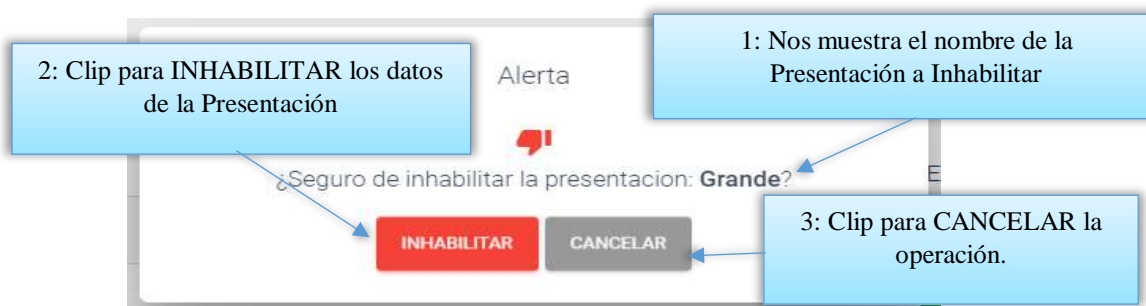 1: Nos muestra el nombre de la
Presentación a Inhabilitar
2: Clip para INHABILITAR los datos
de la Presentación
Alerta
¿Seguro de inhabilitar la presentacion: Grande?
E
INHABILITAR
CANCELAR
3: Clip para CANCELAR la
operación.